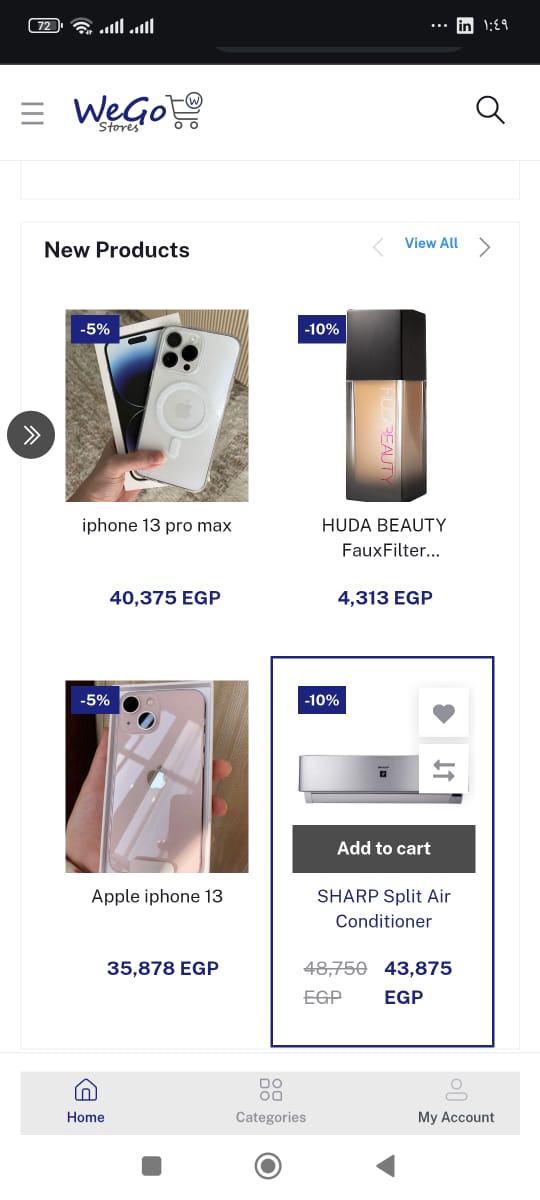 72
١:٤٩
WeGo
Stores
W
New Products
View All
-5%
-10%
HUDA BEAUTY
iphone 13 pro max
HUDA BEAUTY
FauxFilter...
40,375 EGP
4,313 EGP
-5%
-10%
SHARP
Add to cart
Apple iphone 13
SHARP Split Air
Conditioner
35,878 EGP
48,750 EGP
43,875 EGP
Home
Categories
My Account